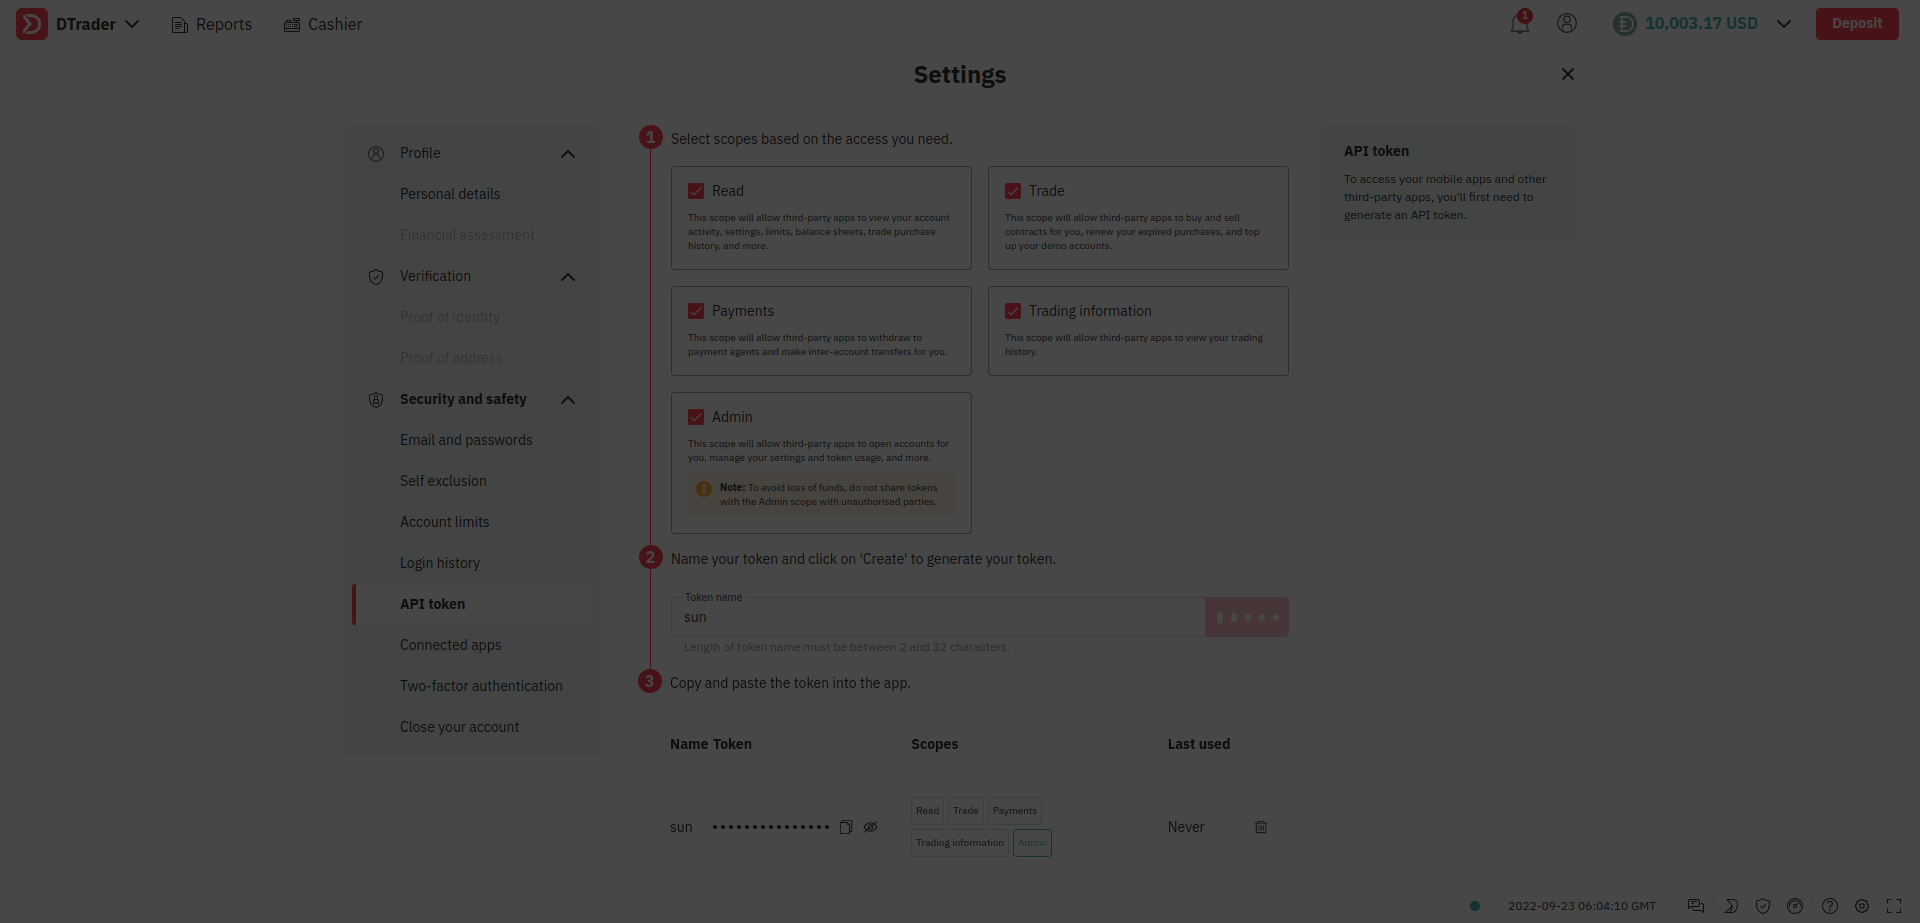 DTrader
Reports
Cashier
1
10,003.17 USD
Deposit
Settings
Profile
Personal details
Financial assessment
Verification
Proof of identity
Proof of address
Security and safety
Email and passwords
Self exclusion
Account limits
Login history
API token
Connected apps
Two-factor authentication
Close your account
1
Select scopes based on the access you need.
Read
This scope will allow third-party apps to view your account
activity, settings, limits, balance sheets, trade purchase
history, and more.
Trade
This scope will allow third-party apps to buy and sell
contracts for you, renew your expired purchases, and top
up your demo accounts.
Payments
This scope will allow third-party apps to withdraw to
payment agents and make inter-account transfers for you.
Trading information
This scope will allow third-party apps to view your trading
history.
Admin
This scope will allow third-party apps to open accounts for
you, manage your settings and token usage, and more.
Note: To avoid loss of funds, do not share tokens
with the Admin scope with unauthorised parties.
2
Name your token and click on 'Create' to generate your token.
Token name
sun
Length of token name must be between 2 and 32 characters.
3
Copy and paste the token into the app.
Name Token Scopes Last used
sun ••••••••••••••• Never
Read Trade Payments
Trading information Admin
API token
To access your mobile apps and other
third-party apps, you'll first need to
generate an API token.
2022-09-23 06:04:10 GMT